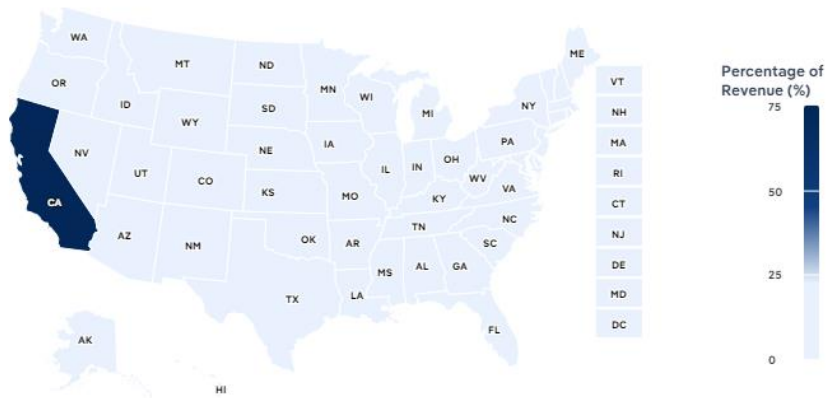 WA
MT
ND
MN
ME
OR
ID
SD
WI
MI
NY
WY
NV
UT
CO
NE
IA
IL
IN
OH
PA
CA
KS
MO
KY
WV
VA
AZ
NM
OK
AR
TN
NC
SC
MS
AL
GA
TX
LA
FL
AK
HI
VT
NH
MA
RI
CT
NJ
DE
MD
DC
Percentage of
Revenue (%)
75
50
25
0